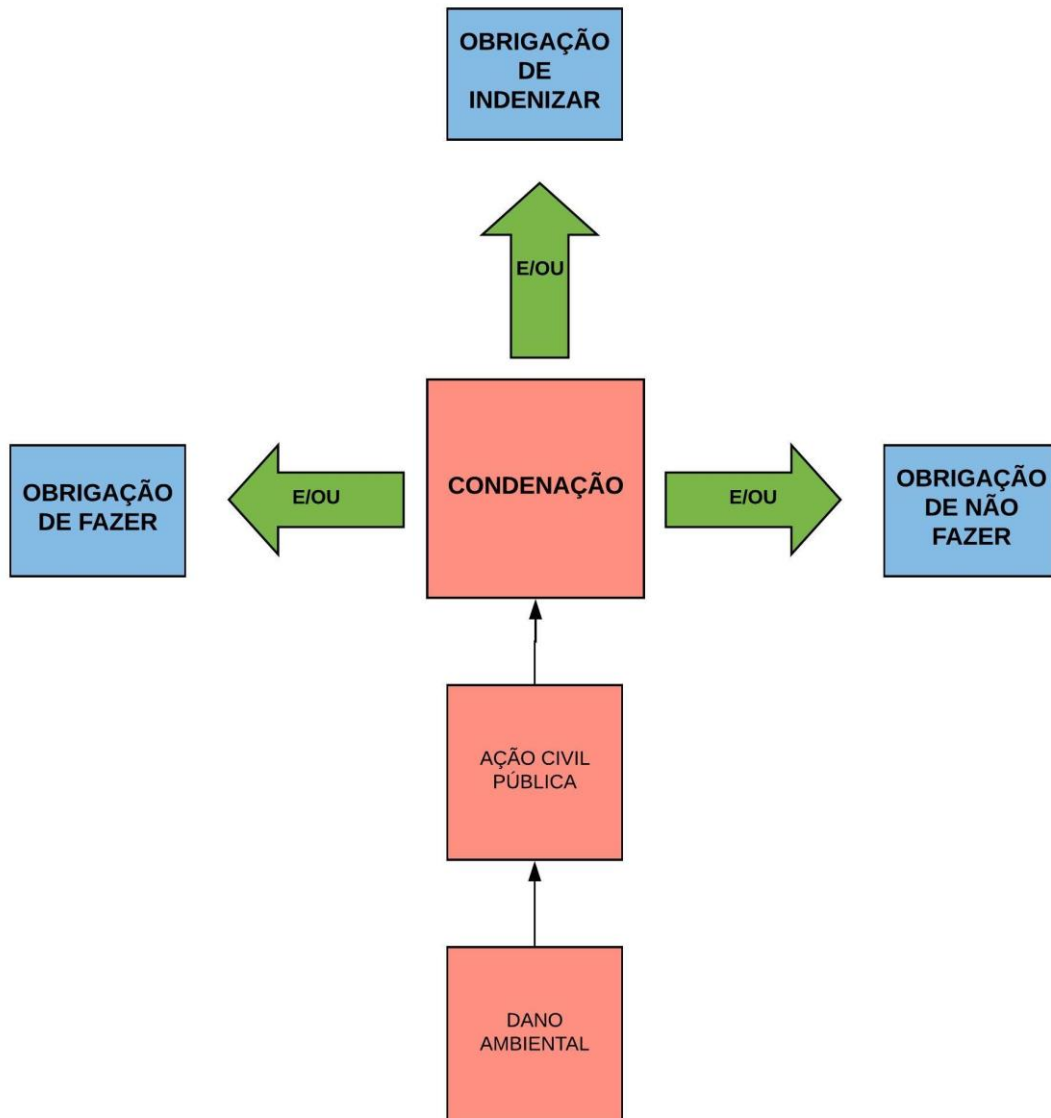 OBRIGAÇÃO
DE
INDENIZAR
E/OU
OBRIGAÇÃO
DE FAZER
E/OU
CONDENAÇÃO
E/OU
OBRIGAÇÃO
DE NÃO
FAZER
AÇÃO CIVIL
PÚBLICA
DANO
AMBIENTAL